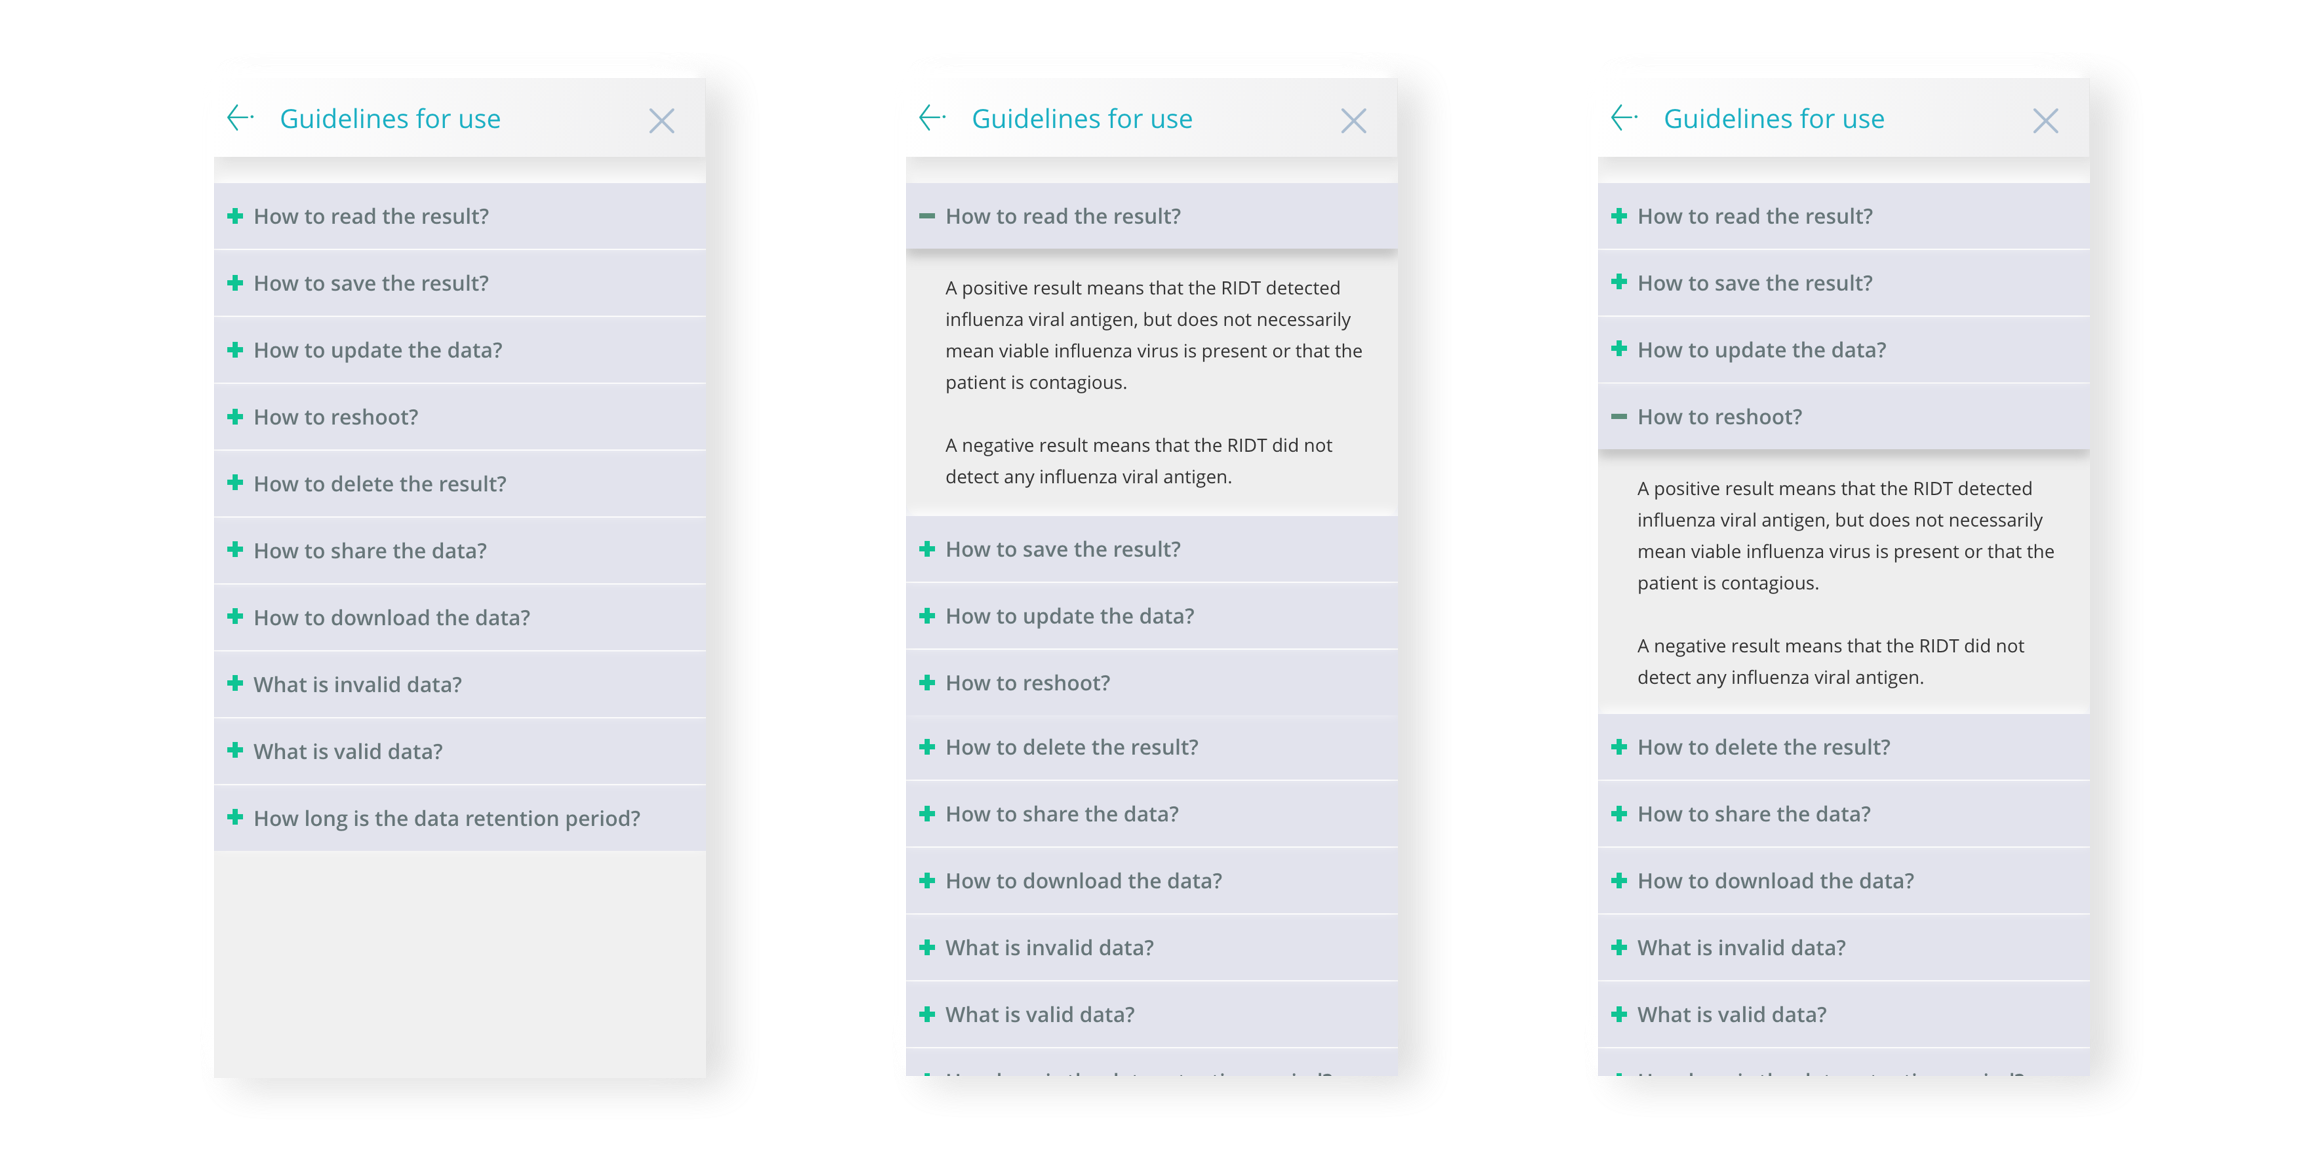 Guidelines for use
How to read the result?
How to save the result?
How to update the data?
How to reshoot?
How to delete the result?
How to share the data?
How to download the data?
What is invalid data?
What is valid data?
How long is the data retention period?
Guidelines for use
How to read the result?
A positive result means that the RIDT detected
influenza viral antigen, but does not necessarily
mean viable influenza virus is present or that the
patient is contagious.
A negative result means that the RIDT did not
detect any influenza viral antigen.
How to save the result?
How to update the data?
How to reshoot?
How to delete the result?
How to share the data?
How to download the data?
What is invalid data?
What is valid data?
Guidelines for use
How to read the result?
How to save the result?
How to update the data?
How to reshoot?
A positive result means that the RIDT detected
influenza viral antigen, but does not necessarily
mean viable influenza virus is present or that the
patient is contagious.
A negative result means that the RIDT did not
detect any influenza viral antigen.
How to delete the result?
How to share the data?
How to download the data?
What is invalid data?
What is valid data?